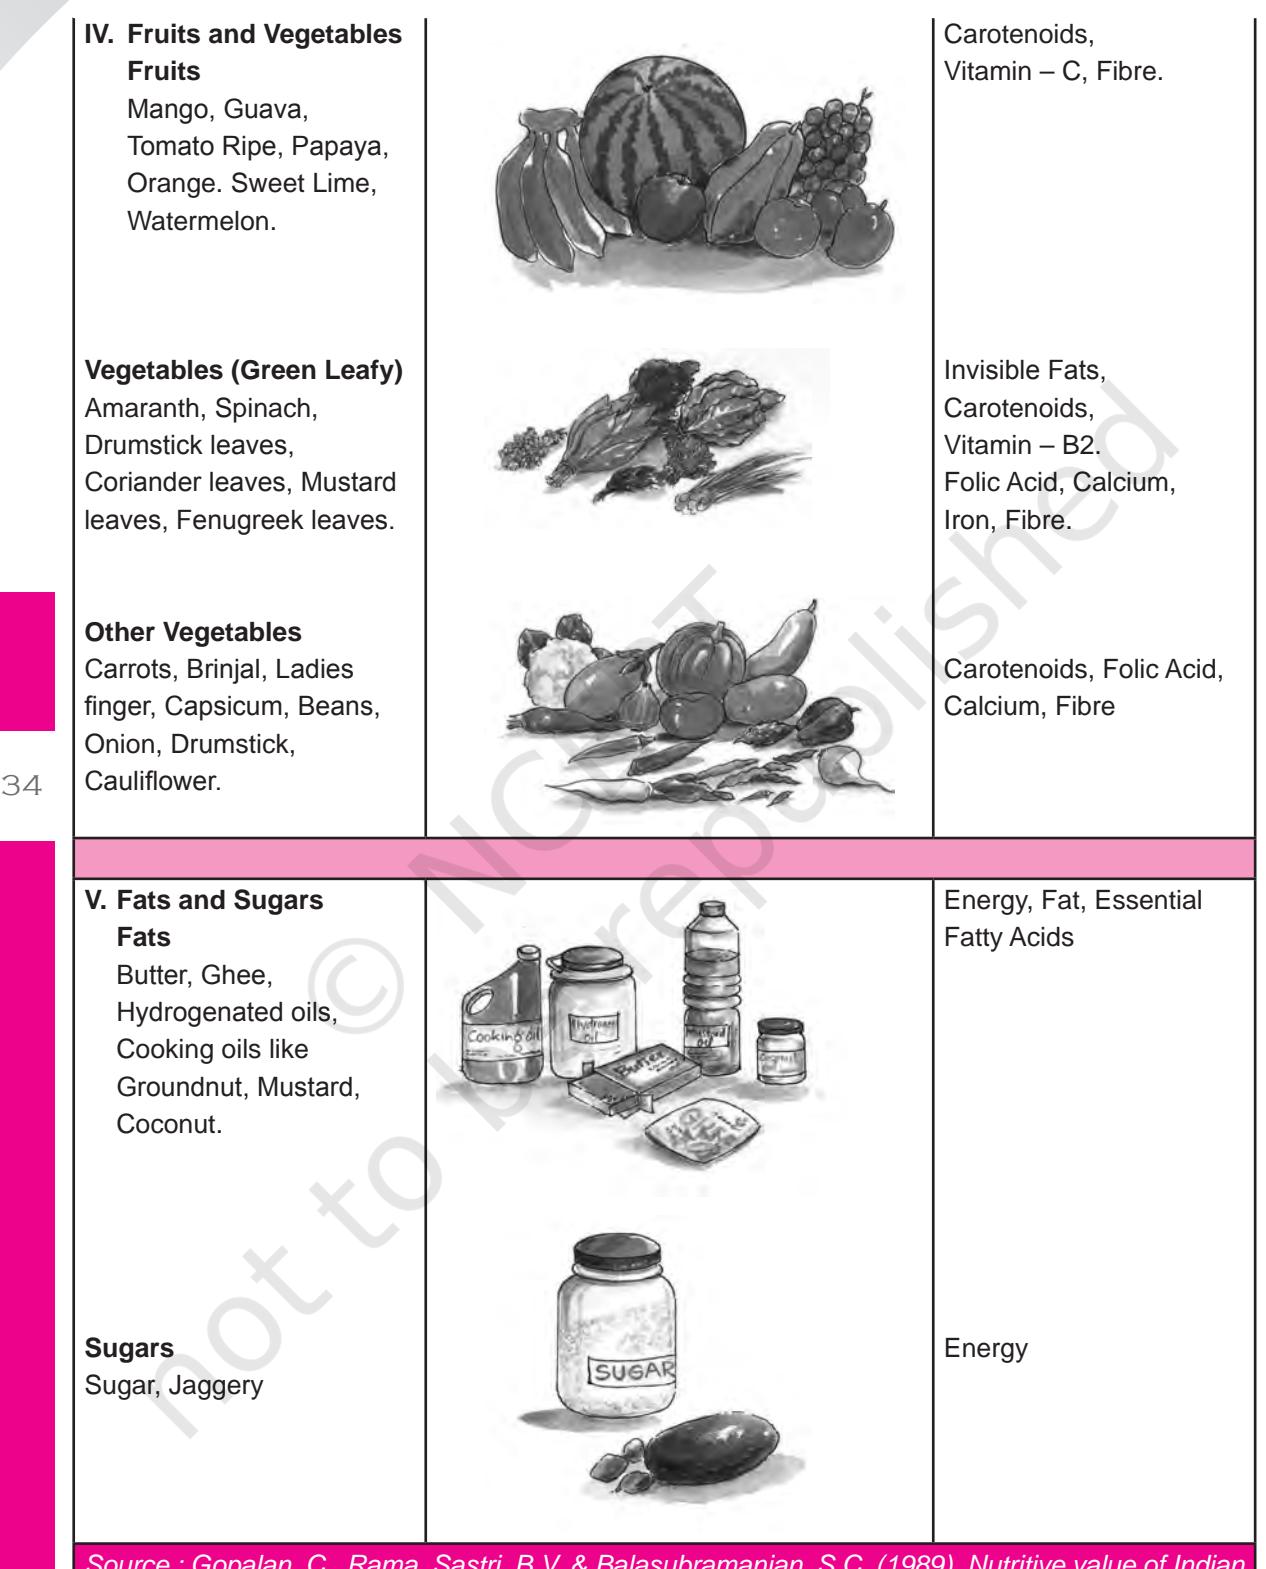 IV. Fruits and Vegetables
Fruits
Mango, Guava,
Tomato Ripe, Papaya,
Orange. Sweet Lime,
Watermelon.
Carotenoids,
Vitamin – C, Fibre.
Vegetables (Green Leafy)
Amaranth, Spinach,
Drumstick leaves,
Coriander leaves, Mustard
leaves, Fenugreek leaves.
Invisible Fats,
Carotenoids,
Vitamin – B2.
Folic Acid, Calcium,
Iron, Fibre.
Other Vegetables
Carrots, Brinjal, Ladies
finger, Capsicum, Beans,
Onion, Drumstick,
Cauliflower.
Carotenoids, Folic Acid,
Calcium, Fibre
34
V. Fats and Sugars
Fats
Butter, Ghee,
Hydrogenated oils,
Cooking oils like
Groundnut, Mustard,
Coconut.
Cooking oil
oil
Mustard
oil
Butter
Energy, Fat, Essential
Fatty Acids
Sugars
Sugar, Jaggery
SUGAR
Energy
Source : Gopalan, C., Rama, Sastri, B.V. & Balasubramanian, S.C. (1989), Nutritive value of Indian
© NCERT
not to be republished